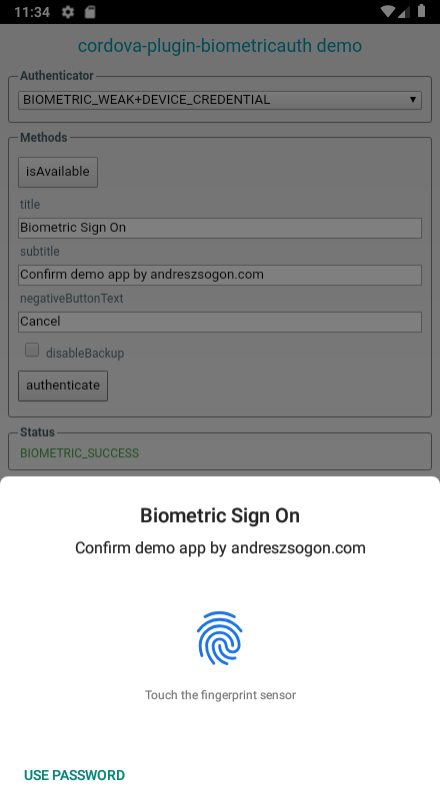 11:34
cordova-plugin-biometricauth demo
Authenticator
BIOMETRIC_WEAK+DEVICE_CREDENTIAL
Methods
isAvailable
title
Biometric Sign On
subtitle
Confirm demo app by andreszsogon.com
negativeButtonText
Cancel
disableBackup
authenticate
Status
BIOMETRIC_SUCCESS
Biometric Sign On
Confirm demo app by andreszsogon.com
Touch the fingerprint sensor
USE PASSWORD